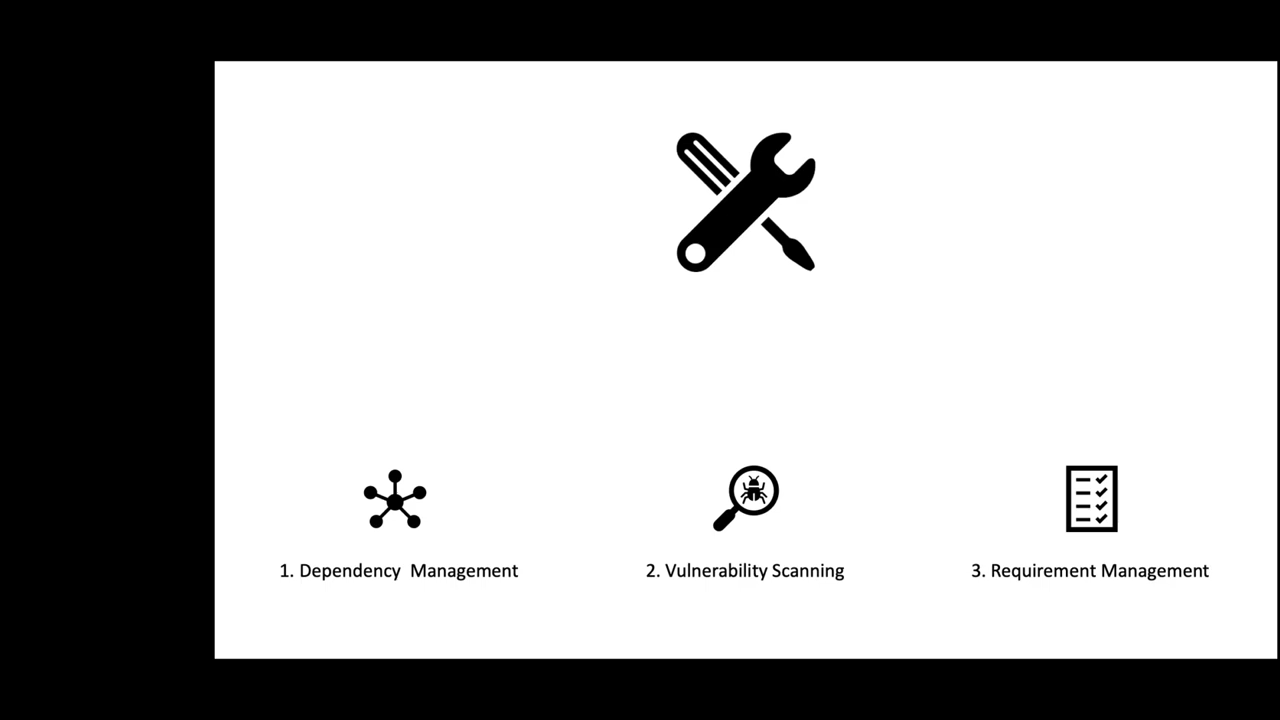 1. Dependency  Management
2. Vulnerability Scanning
3. Requirement Management